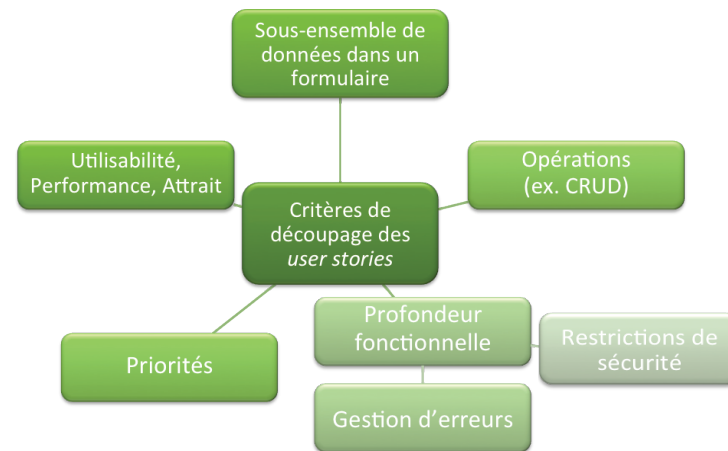 Sous-ensemble de
données dans un
formulaire
Utilisabilité,
Performance, Attrait
Opérations
(ex. CRUD)
Critères de
découpage des
user stories
Profondeur
fonctionnelle
Restrictions de
sécurité
Priorités
Gestion d’erreurs